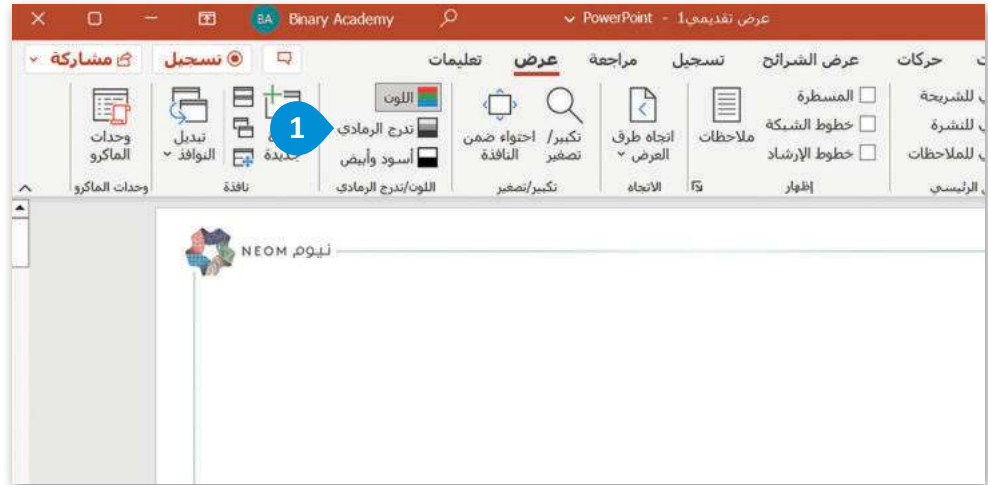 عرض تقديمي1 - PowerPoint
Binary Academy
BA
حركات
عرض الشرائح
تسجيل
مراجعة
عرض
تعليمات
تسجيل
مشاركة
للشريحة
للنشرة
للملاحظات
الرئيسي
المسطرة
خطوط الشبكة
خطوط الإرشاد
إظهار
ملاحظات
اتجاه طرق
العرض
الاتجاه
تكبير/
تصغير
احتواء ضمن
النافذة
تكبير/تصغير
اللون
تدرج الرمادي
أسود وأبيض
اللون/تدرج الرمادي
1
جديدة
تبديل
النوافذ
نافذة
وحدات
الماكرو
وحدات الماكرو
نيوم NEOM